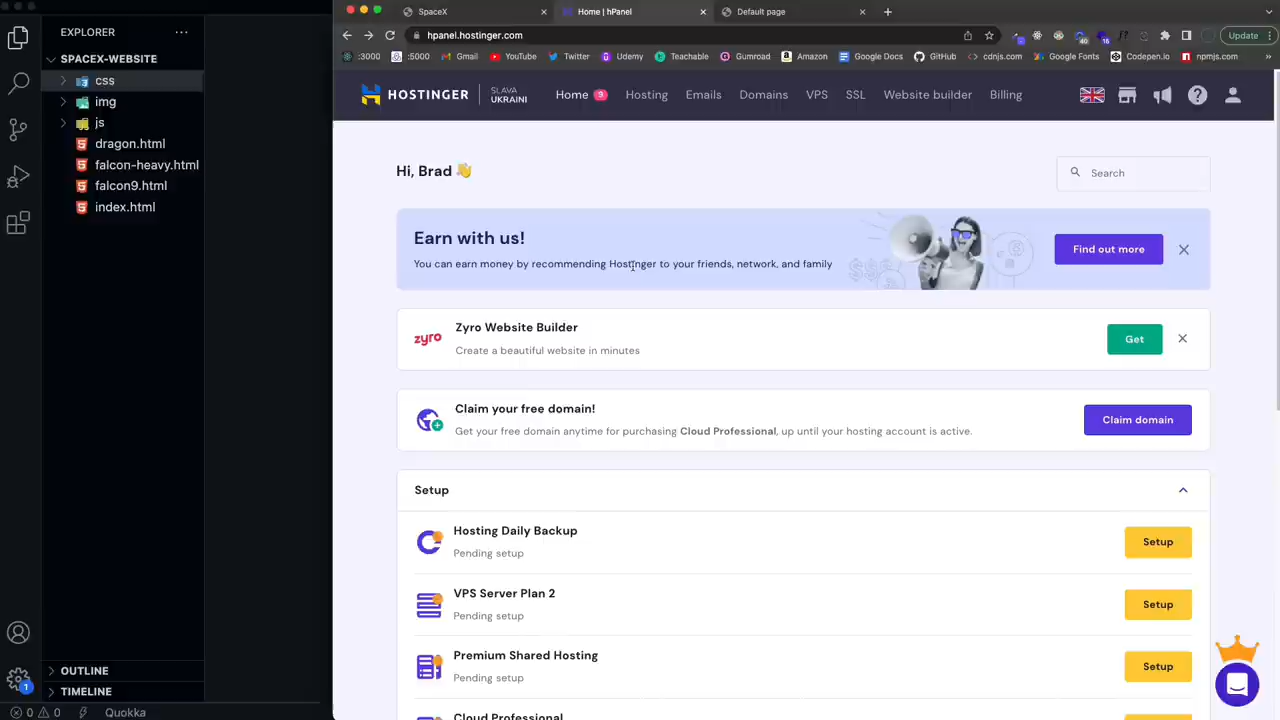 EXPLORER
SPACEX-WEBSITE
css
img
js
dragon.html
falcon-heavy.html
falcon9.html
index.html
OUTLINE
TIMELINE
1
0 0 Quokka
SpaceX Home | hPanel Default page
hpanel.hostinger.com Update
:3000 :5000 Gmail YouTube Twitter Udemy Teachable Gumroad Amazon Google Docs GitHub cdnjs.com Google Fonts Codepen.io npmjs.com »
HOSTINGER SLAVA UKRAINI Home 9 Hosting Emails Domains VPS SSL Website builder Billing
Hi, Brad 👋
Search
Earn with us!
You can earn money by recommending Hostinger to your friends, network, and family
Find out more
zyro
Zyro Website Builder
Create a beautiful website in minutes
Get
Claim your free domain!
Get your free domain anytime for purchasing Cloud Professional, up until your hosting account is active.
Claim domain
Setup
Hosting Daily Backup
Pending setup
Setup
VPS Server Plan 2
Pending setup
Setup
Premium Shared Hosting
Pending setup
Setup
Cloud Professional